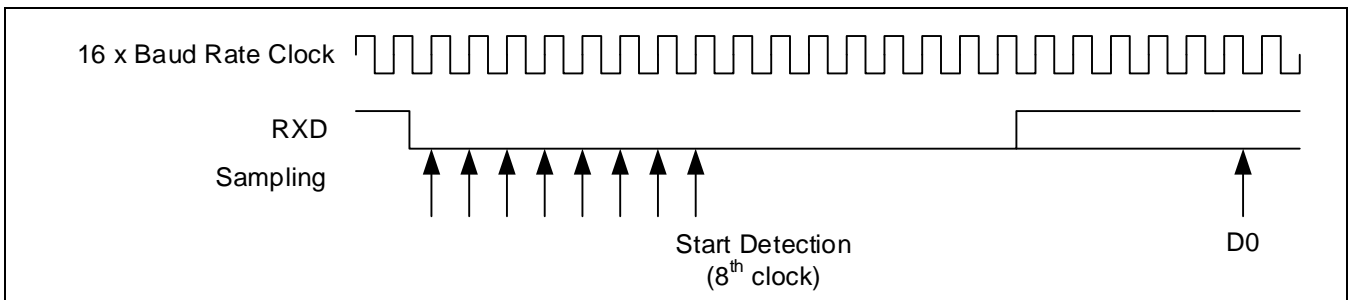 16 x Baud Rate Clock
RXD
Sampling
Start Detection D0
(8th clock)